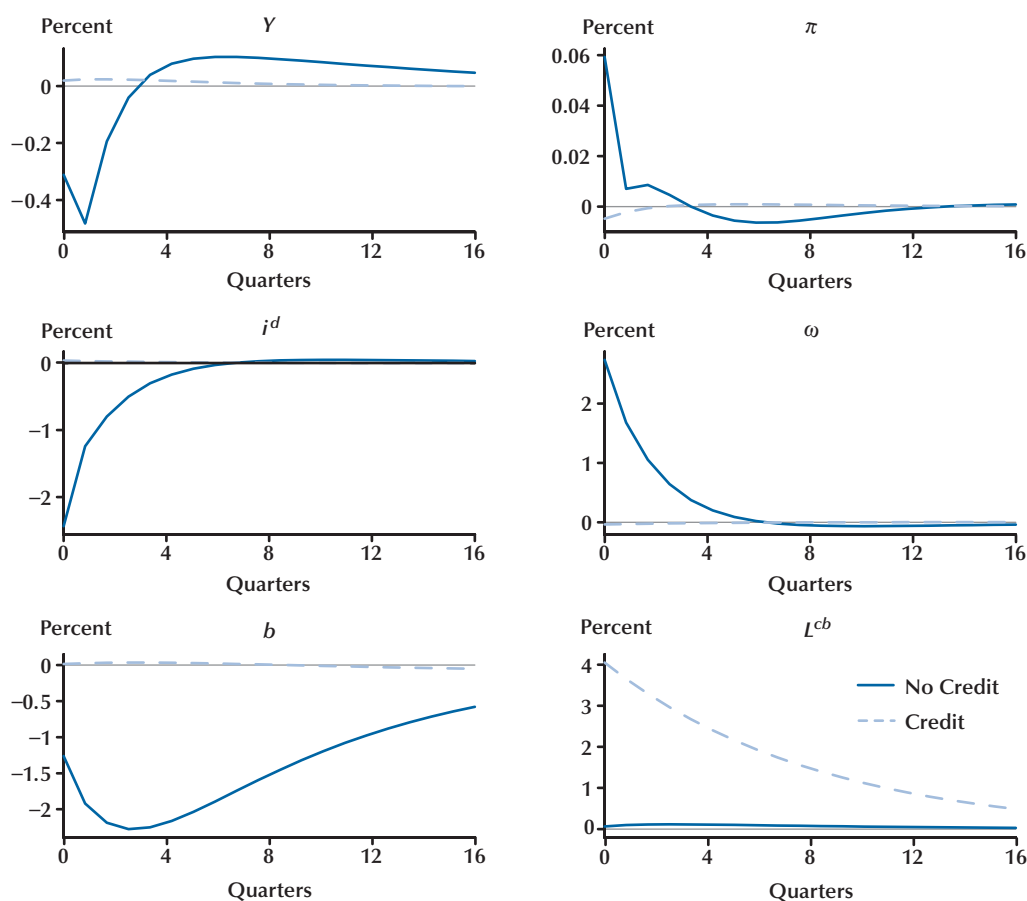 Percent Y
0
−0.2
−0.4
0 4 8 12 16
Quarters
Percent π
0.06
0.04
0.02
0
0 4 8 12 16
Quarters
Percent i^d
0
−1
−2
0 4 8 12 16
Quarters
Percent ω
2
1
0
0 4 8 12 16
Quarters
Percent b
0
−0.5
−1
−1.5
−2
0 4 8 12 16
Quarters
Percent L^cb
4
3
4
1
0
No Credit
Credit
0 4 8 12 16
Quarters